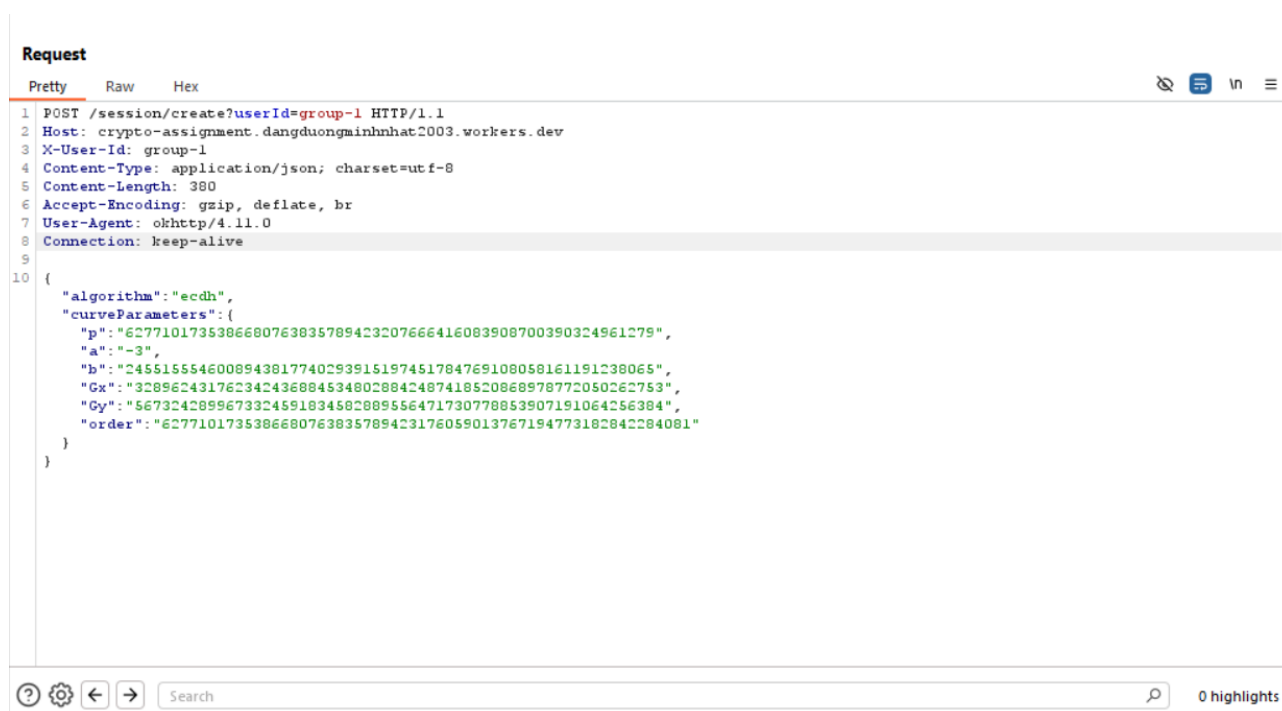 Request
Pretty Raw Hex \n
1 POST /session/create?userId=group-1 HTTP/1.1
2 Host: crypto-assignment.dangduongminhnhat2003.workers.dev
3 X-User-Id: group-1
4 Content-Type: application/json; charset=utf-8
5 Content-Length: 380
6 Accept-Encoding: gzip, deflate, br
7 User-Agent: okhttp/4.11.0
8 Connection: keep-alive
9
10 {
"algorithm":"ecdh",
"curveParameters":{
"p":"6277101735386680763835789423207666416083908700390324961279",
"a":"-3",
"b":"2455155546008943817740293915197451784769108058161191238065",
"Gx":"3289624317623424368845348028842487418520868978772050262753",
"Gy":"5673242899673324591834582889556471730778853907191064256384",
"order":"6277101735386680763835789423176059013767194773182842284081"
}
}
Search 0 highlights